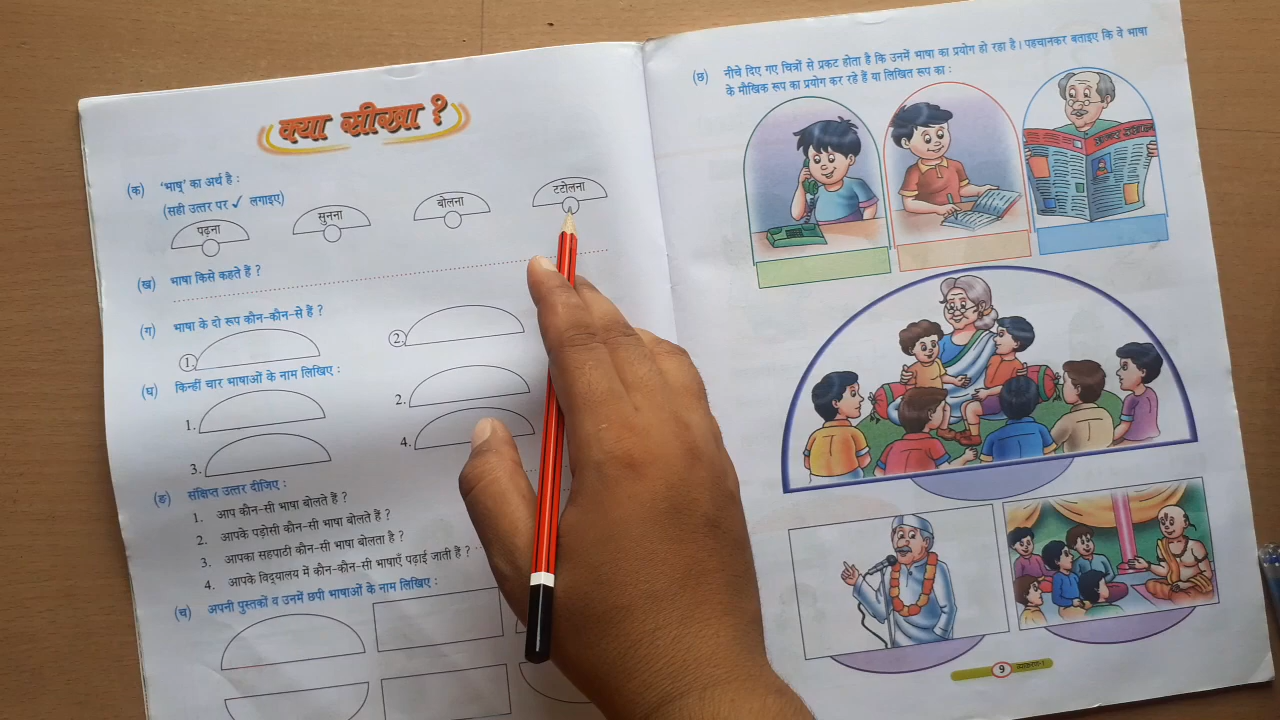 क्या सीखा ?
(क) 'भाष्' का अर्थ है :
(सही उत्तर पर ✓ लगाइए)
पढ़ना सुनना बोलना टटोलना
(ख) भाषा किसे कहते हैं ?
(ग) भाषा के दो रूप कौन-कौन-से हैं ?
1. 2.
(घ) किन्हीं चार भाषाओं के नाम लिखिए :
1. 2.
3. 4.
(ङ) संक्षिप्त उत्तर दीजिए :
1. आप कौन-सी भाषा बोलते हैं ?
2. आपके पड़ोसी कौन-सी भाषा बोलते हैं ?
3. आपका सहपाठी कौन-सी भाषा बोलता है ?
4. आपके विद्यालय में कौन-कौन-सी भाषाएँ पढ़ाई जाती हैं ?
(च) अपनी पुस्तकों व उनमें छपी भाषाओं के नाम लिखिए :
(छ) नीचे दिए गए चित्रों से प्रकट होता है कि उनमें भाषा का प्रयोग हो रहा है। पहचानकर बताइए कि वे भाषा
के मौखिक रूप का प्रयोग कर रहे हैं या लिखित रूप का :
9 व्याकरण-1